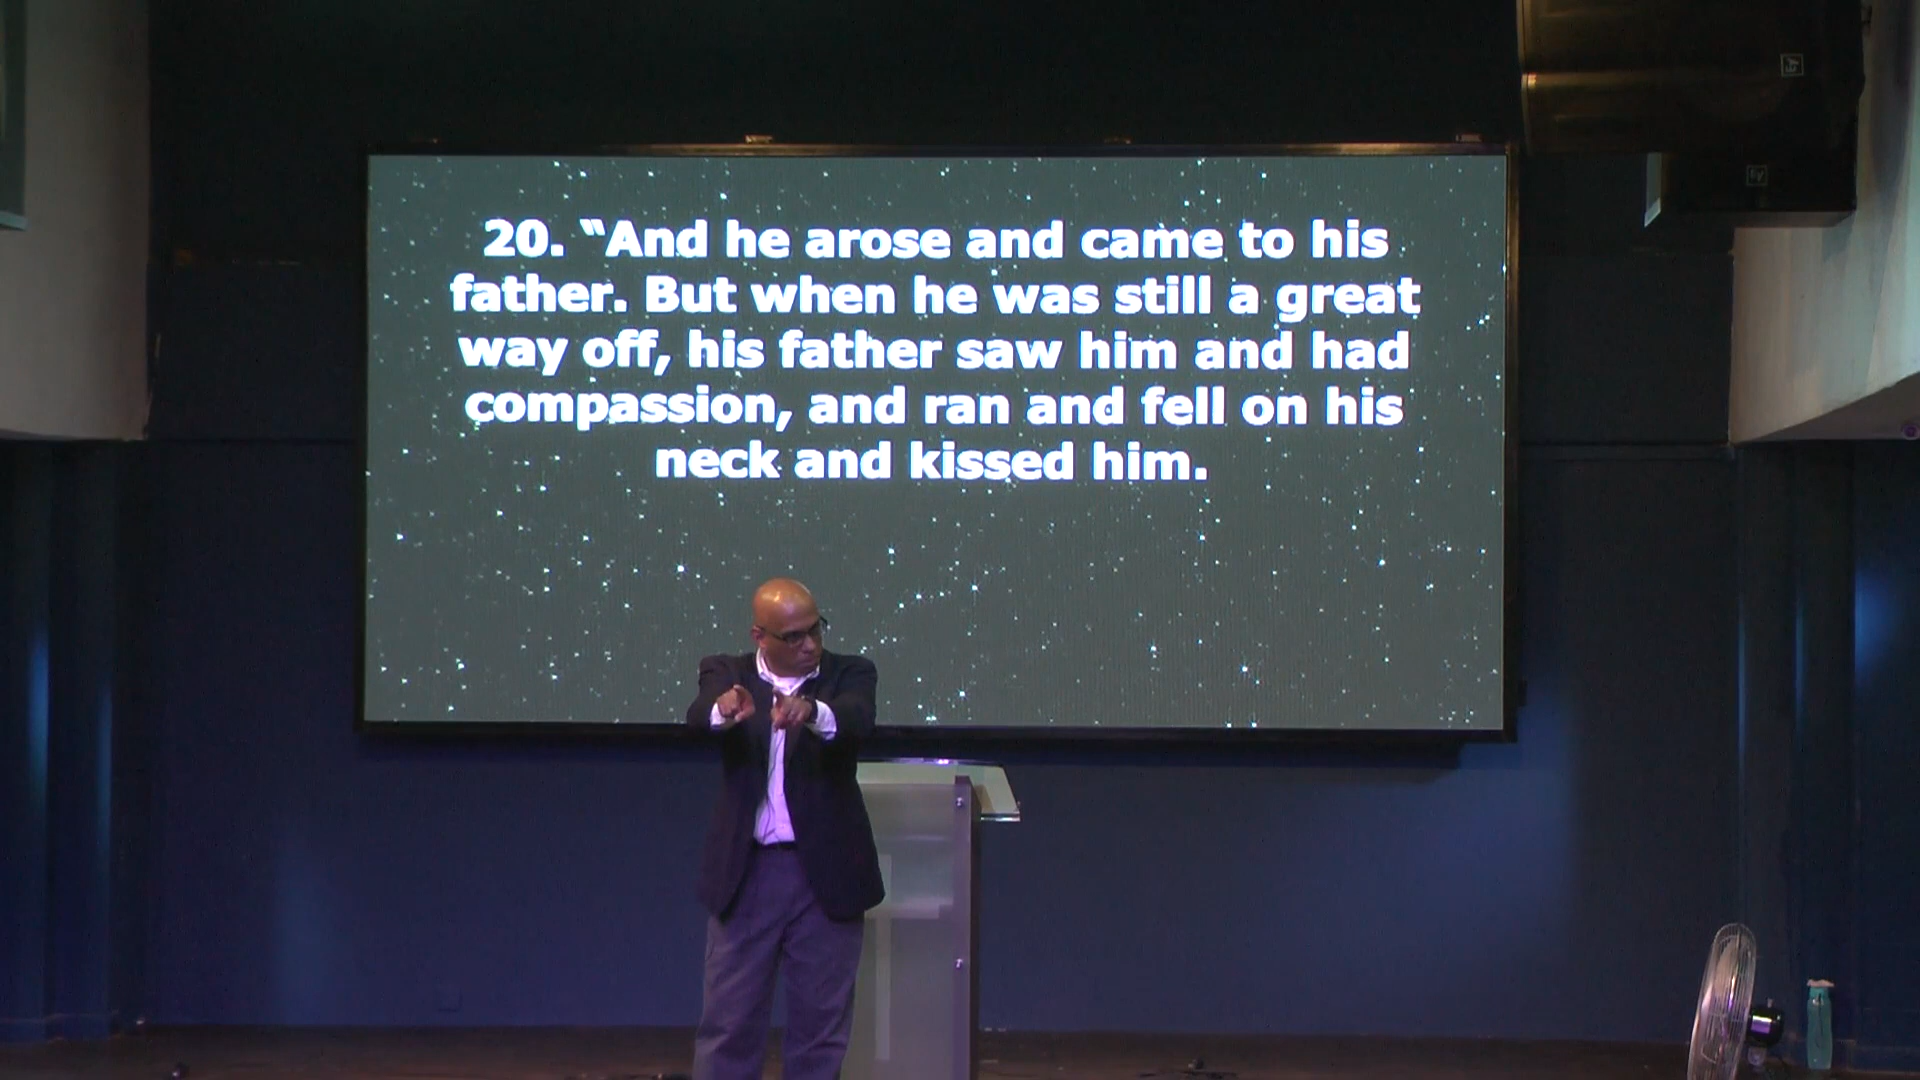 20. “And he arose and came to his
father. But when he was still a great
way off, his father saw him and had
compassion, and ran and fell on his
neck and kissed him.